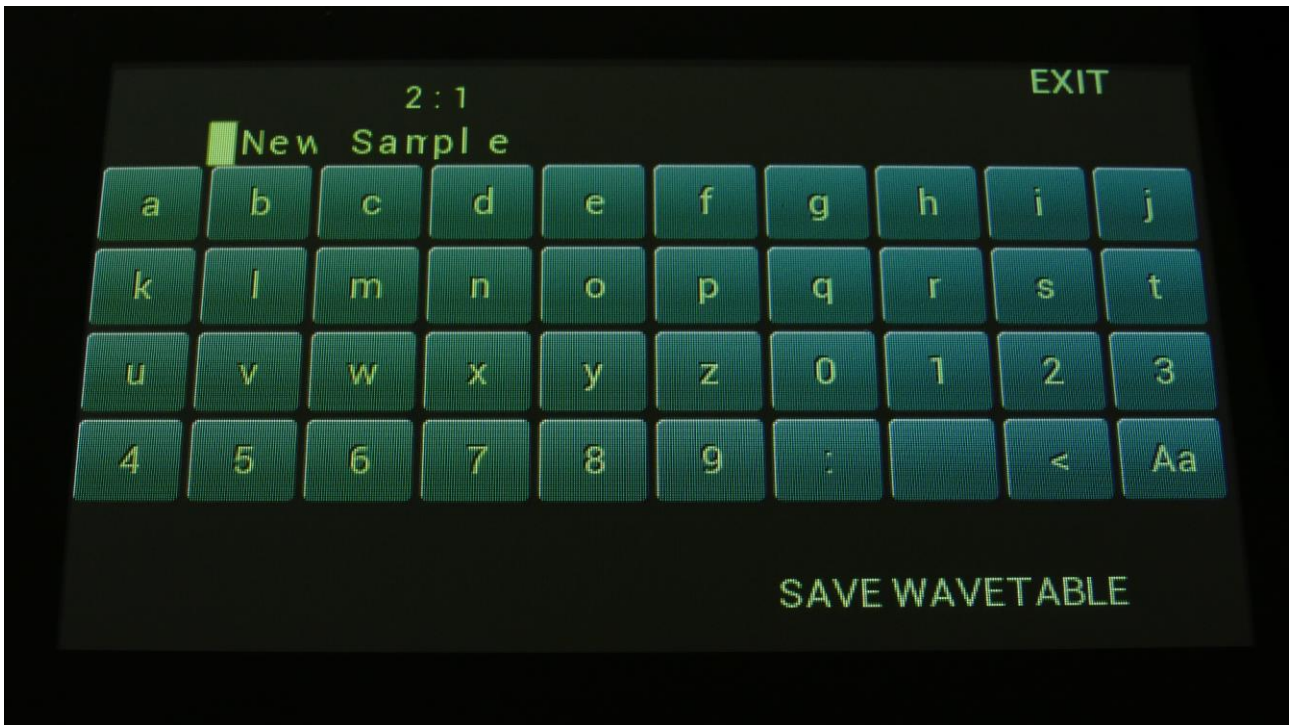 EXIT
2:1
New Sample
a b c d e f g h i j
k l m n o p q r s t
u v w x y z 0 1 2 3
4 5 6 7 8 9 : < Aa
SAVE WAVETABLE